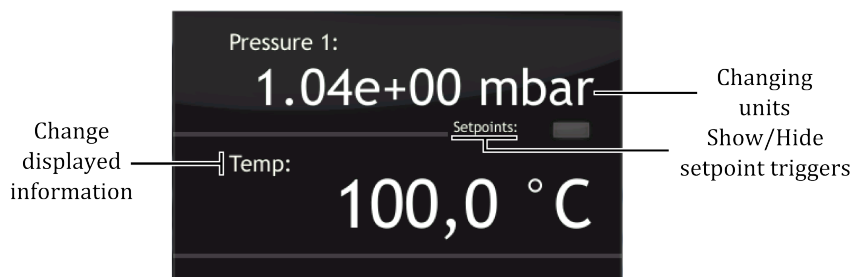 Pressure 1:
1.04e+00 mbar
Changing
units
Setpoints:
Show/Hide
setpoint triggers
Change
displayed
information
Temp:
100,0 °C